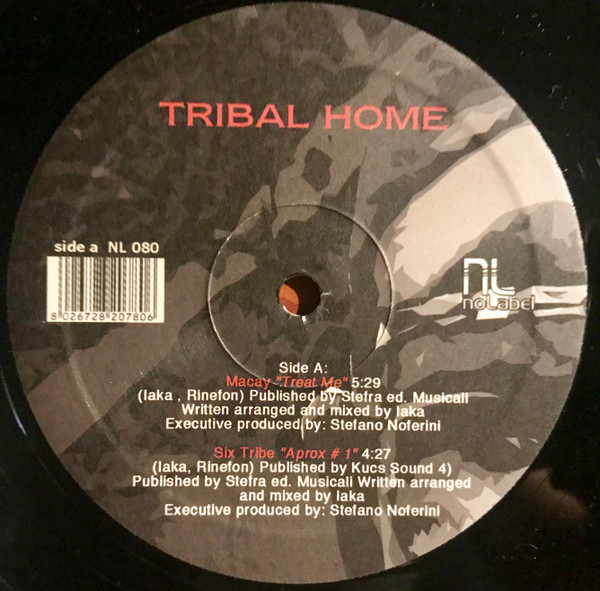 TRIBAL HOME
side a NL 080
8 026728 207806
NL
noLabel
Side A:
Macay "Treat Me" 5:29
(Iaka , Rinefon) Published by Stefra ed. Musicali
Written arranged and mixed by Iaka
Executive produced by: Stefano Noferini
Six Tribe "Aprox # 1" 4:27
(Iaka, Rinefon) Published by Kucs Sound 4)
Published by Stefra ed. Musicali Written arranged
and mixed by Iaka
Executive produced by: Stefano Noferini